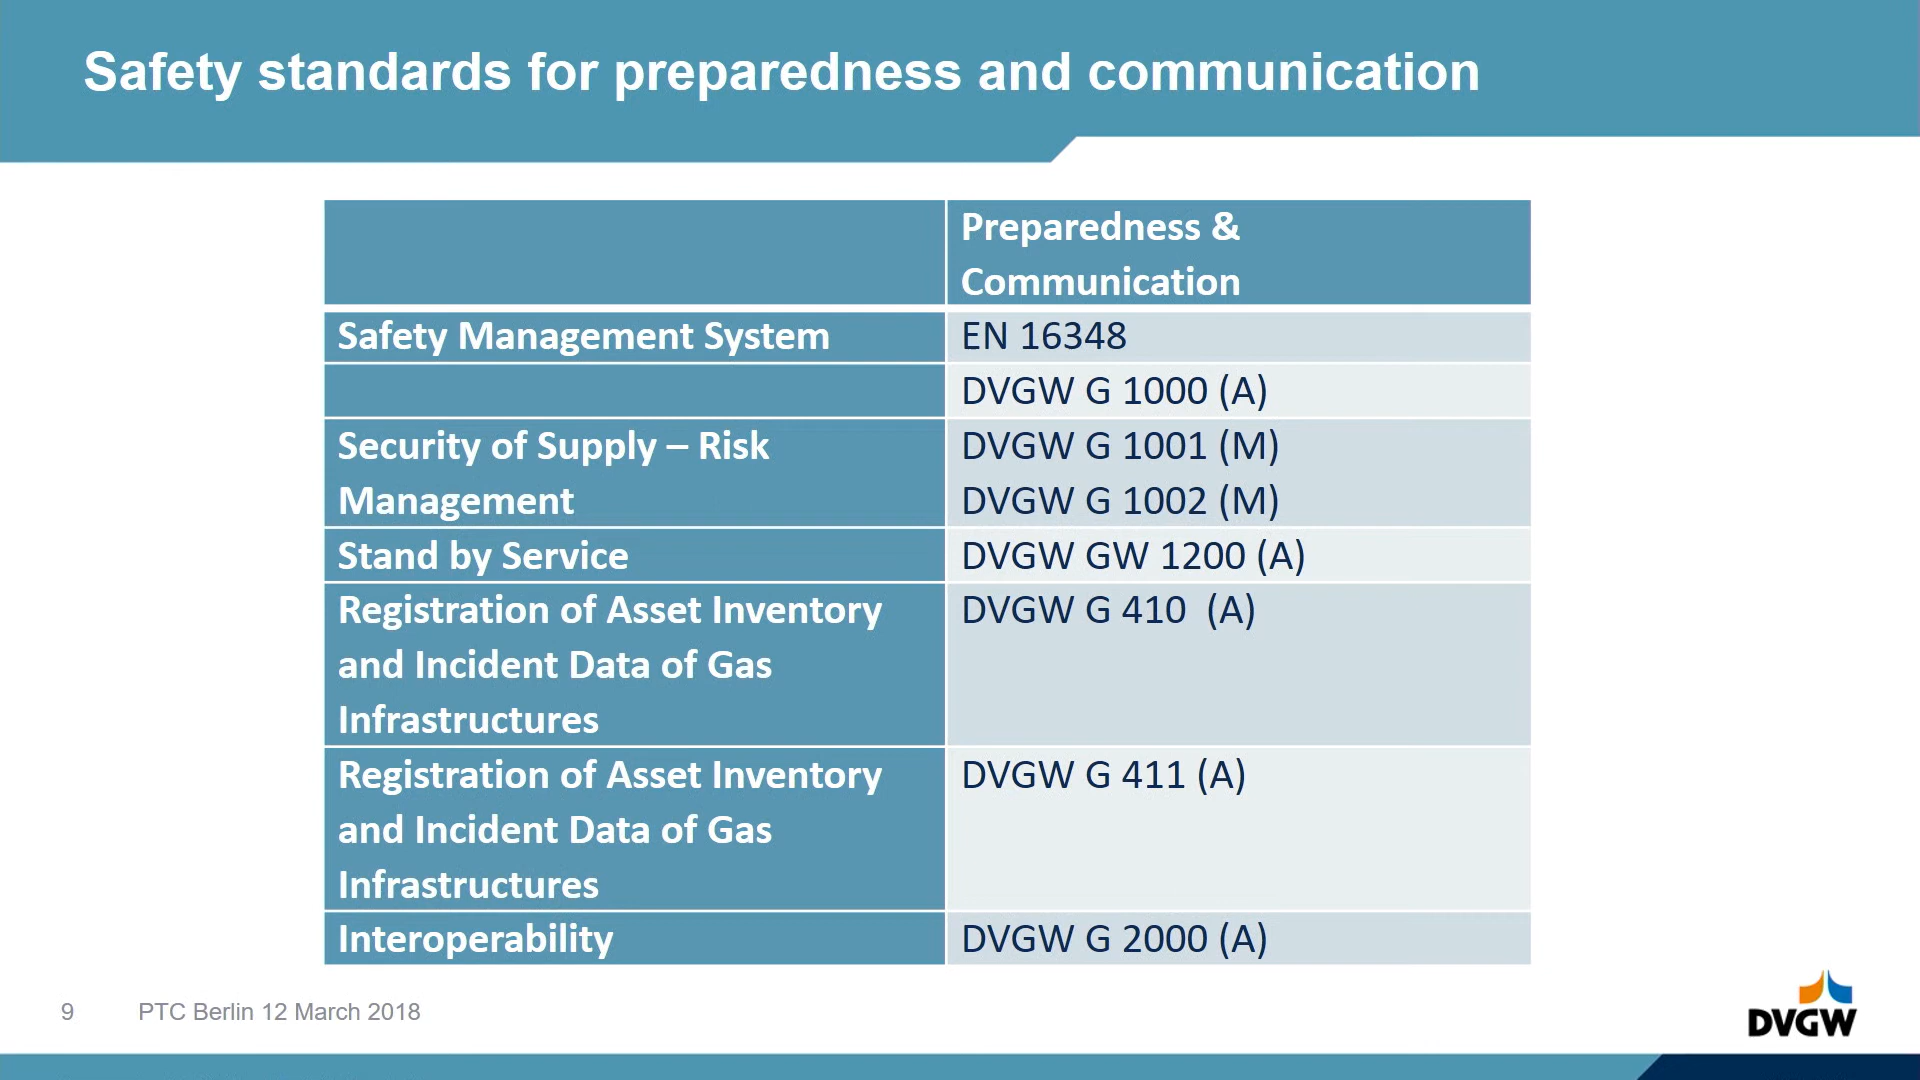 Safety standards for preparedness and communication
Preparedness &
Communication
Safety Management System
EN 16348
DVGW G 1000 (A)
Security of Supply – Risk
Management
DVGW G 1001 (M)
DVGW G 1002 (M)
Stand by Service
DVGW GW 1200 (A)
Registration of Asset Inventory
and Incident Data of Gas
Infrastructures
DVGW G 410  (A)
Registration of Asset Inventory
and Incident Data of Gas
Infrastructures
DVGW G 411 (A)
Interoperability
DVGW G 2000 (A)
9
PTC Berlin 12 March 2018
DVGW